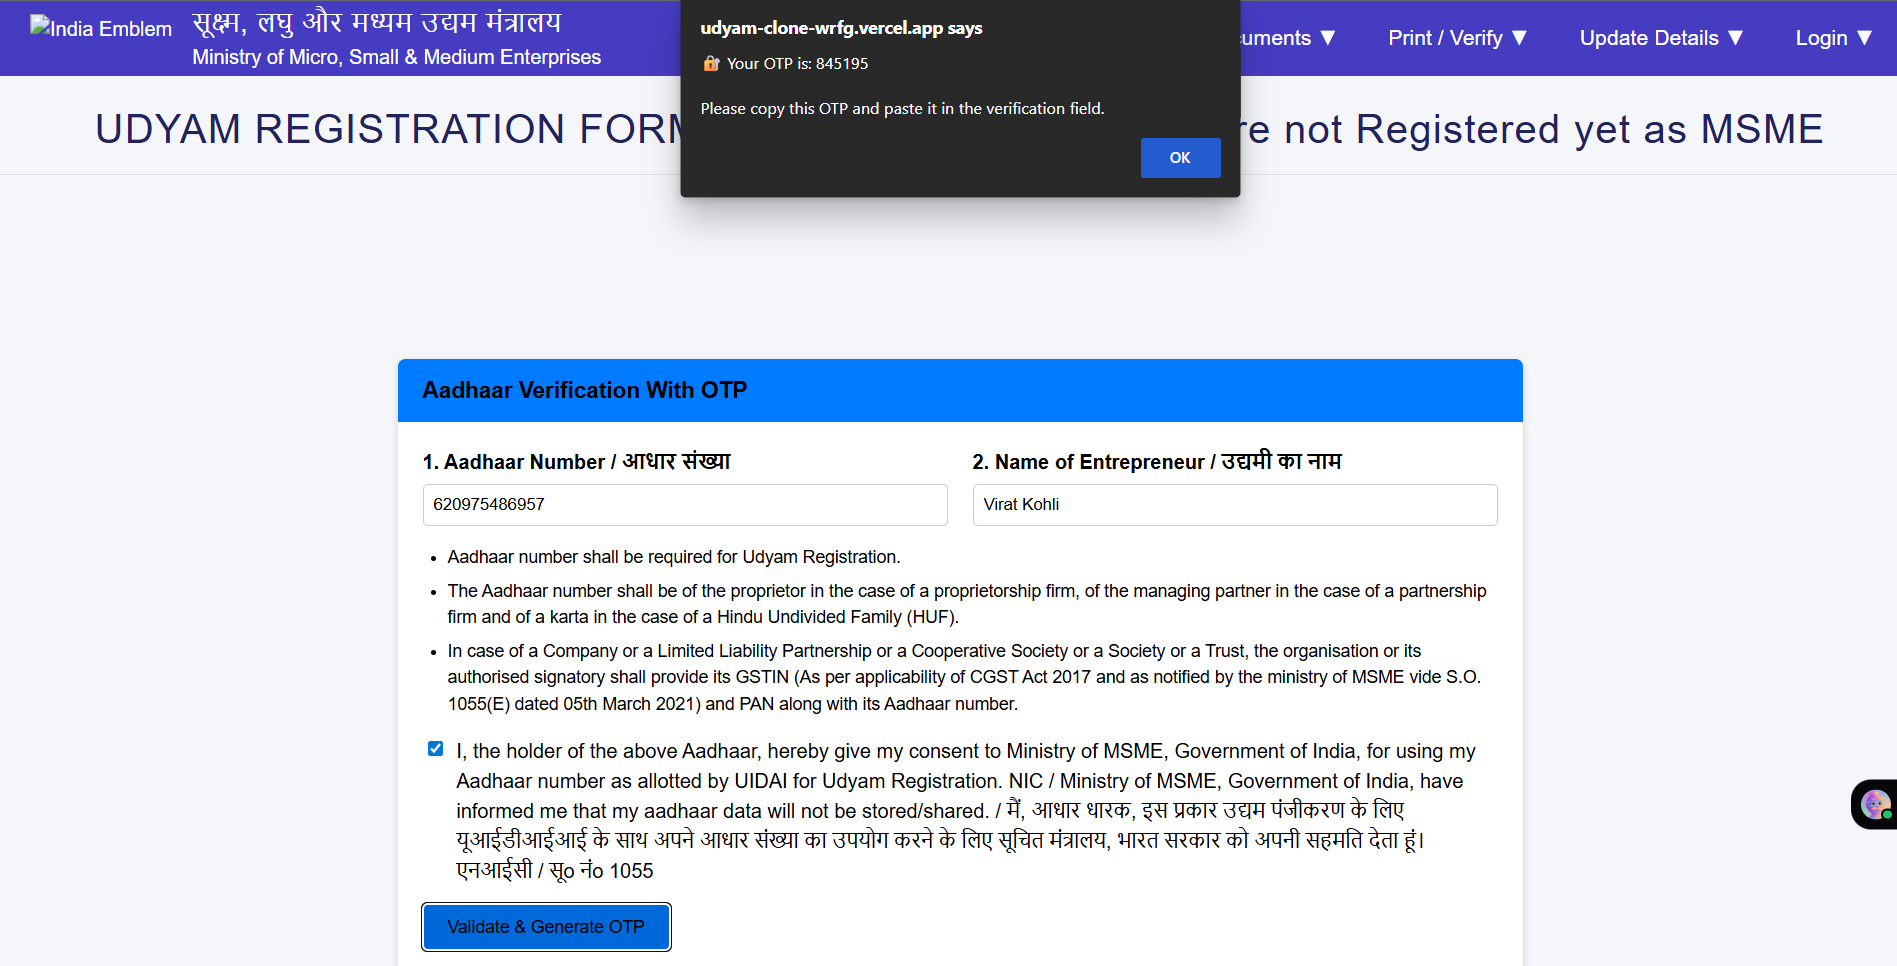 India Emblem
सूक्ष्म, लघु और मध्यम उद्यम मंत्रालय
Ministry of Micro, Small & Medium Enterprises
Print / Verify ▼
Update Details ▼
Login ▼
udyam-clone-wrfg.vercel.app says
🔐 Your OTP is: 845195
Please copy this OTP and paste it in the verification field.
OK
UDYAM REGISTRATION
not Registered yet as MSME
Aadhaar Verification With OTP
1. Aadhaar Number / आधार संख्या
620975486957
2. Name of Entrepreneur / उद्यमी का नाम
Virat Kohli
• Aadhaar number shall be required for Udyam Registration.
• The Aadhaar number shall be of the proprietor in the case of a proprietorship firm, of the managing partner in the case of a partnership
firm and of a karta in the case of a Hindu Undivided Family (HUF).
• In case of a Company or a Limited Liability Partnership or a Cooperative Society or a Society or a Trust, the organisation or its
authorised signatory shall provide its GSTIN (As per applicability of CGST Act 2017 and as notified by the ministry of MSME vide S.O.
1055(E) dated 05th March 2021) and PAN along with its Aadhaar number.
I, the holder of the above Aadhaar, hereby give my consent to Ministry of MSME, Government of India, for using my
Aadhaar number as allotted by UIDAI for Udyam Registration. NIC / Ministry of MSME, Government of India, have
informed me that my aadhaar data will not be stored/shared. / मैं, आधार धारक, इस प्रकार उद्यम पंजीकरण के लिए
यूआईडीआईआई के साथ अपने आधार संख्या का उपयोग करने के लिए सूचित मंत्रालय, भारत सरकार को अपनी सहमति देता हूं।
एनआईसी / सू० नं० 1055
Validate & Generate OTP